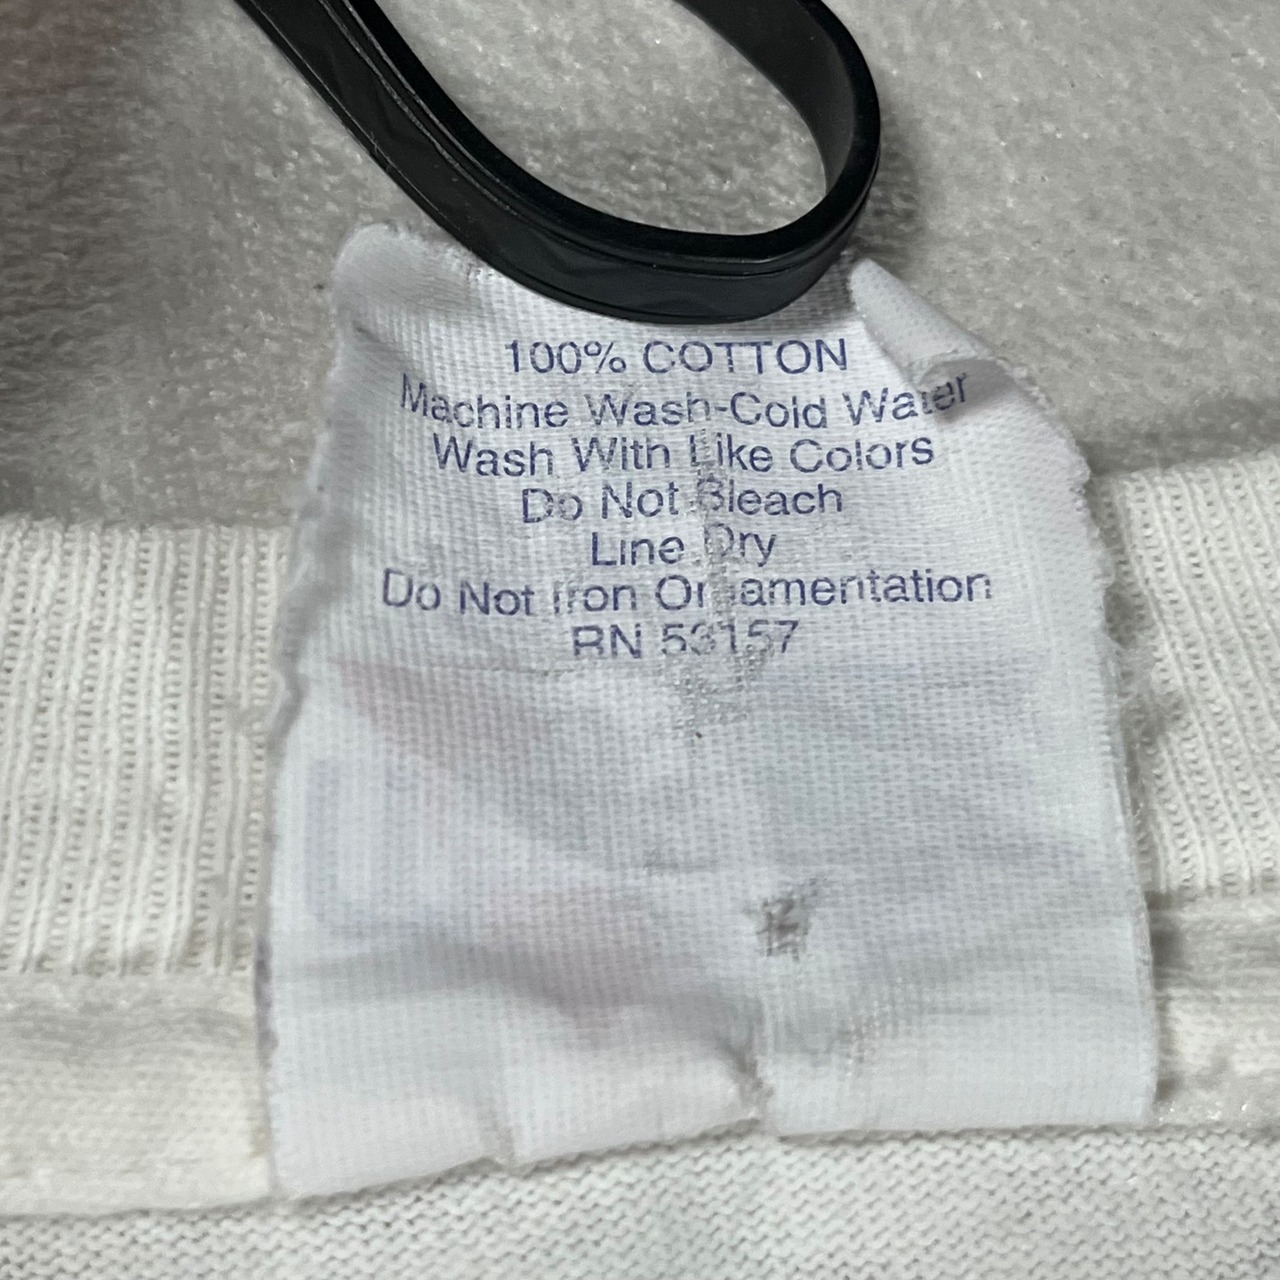 100% COTTON
Machine Wash-Cold Water
Wash With Like Colors
Do Not Bleach
Line Dry
Do Not Iron Ornamentation
RN 53157